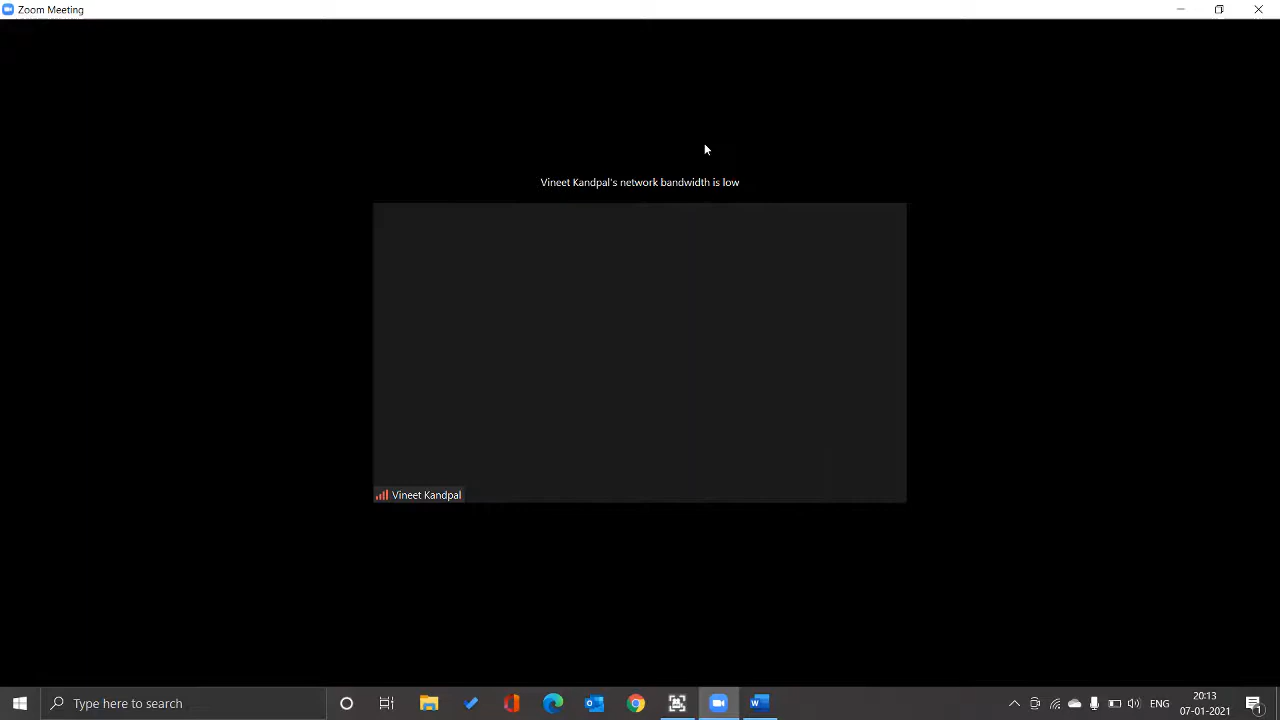 Zoom Meeting
Vineet Kandpal's network bandwidth is low
Vineet Kandpal
Type here to search
ENG
20:13
07-01-2021
1